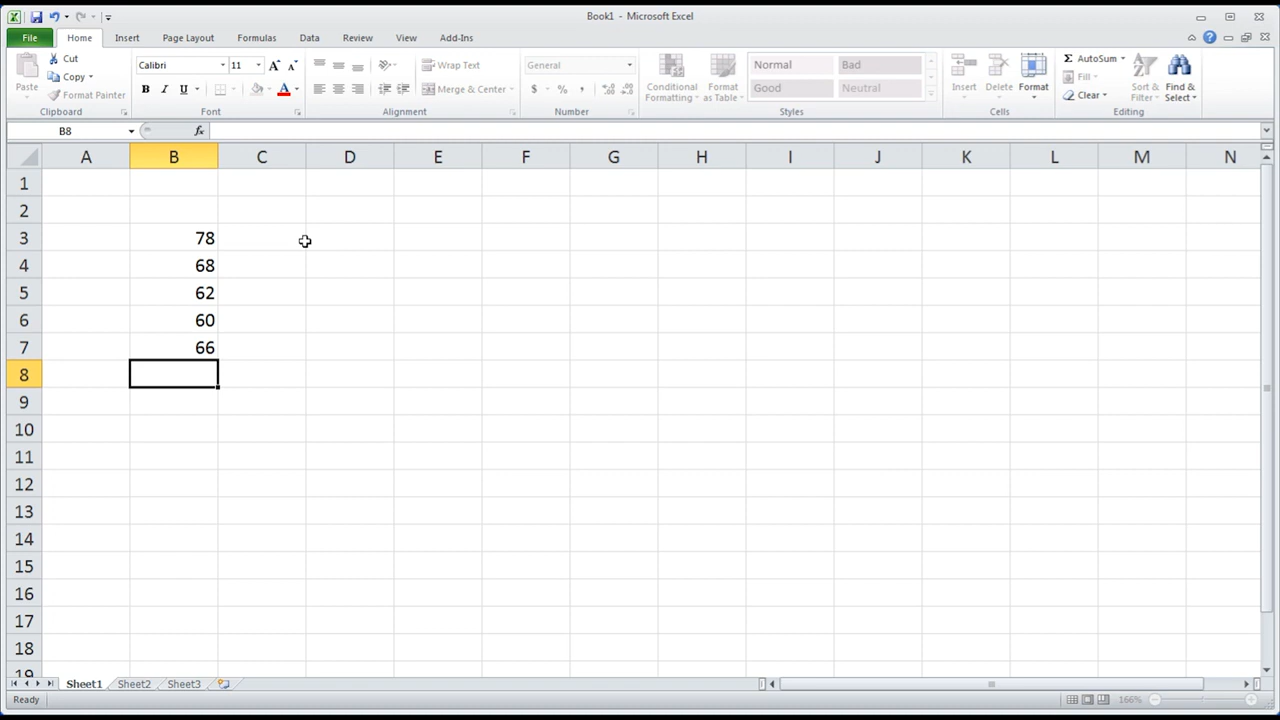 Book1 - Microsoft Excel
File Home Insert Page Layout Formulas Data Review View Add-Ins
Paste
Cut
Copy
Format Painter
Clipboard
Calibri 11 A A
B I U A
Font
Wrap Text
Merge & Center
Alignment
General
$ % ,
Number
Conditional Formatting
Format as Table
Normal Bad
Good Neutral
Styles
Insert Delete Format
Cells
Σ AutoSum
Fill
Clear
Sort & Filter
Find & Select
Editing
B8 fx
A B C D E F G H I J K L M N
1
2
3 78
4 68
5 62
6 60
7 66
8
9
10
11
12
13
14
15
16
17
18
19
Sheet1 Sheet2 Sheet3
Ready 166%